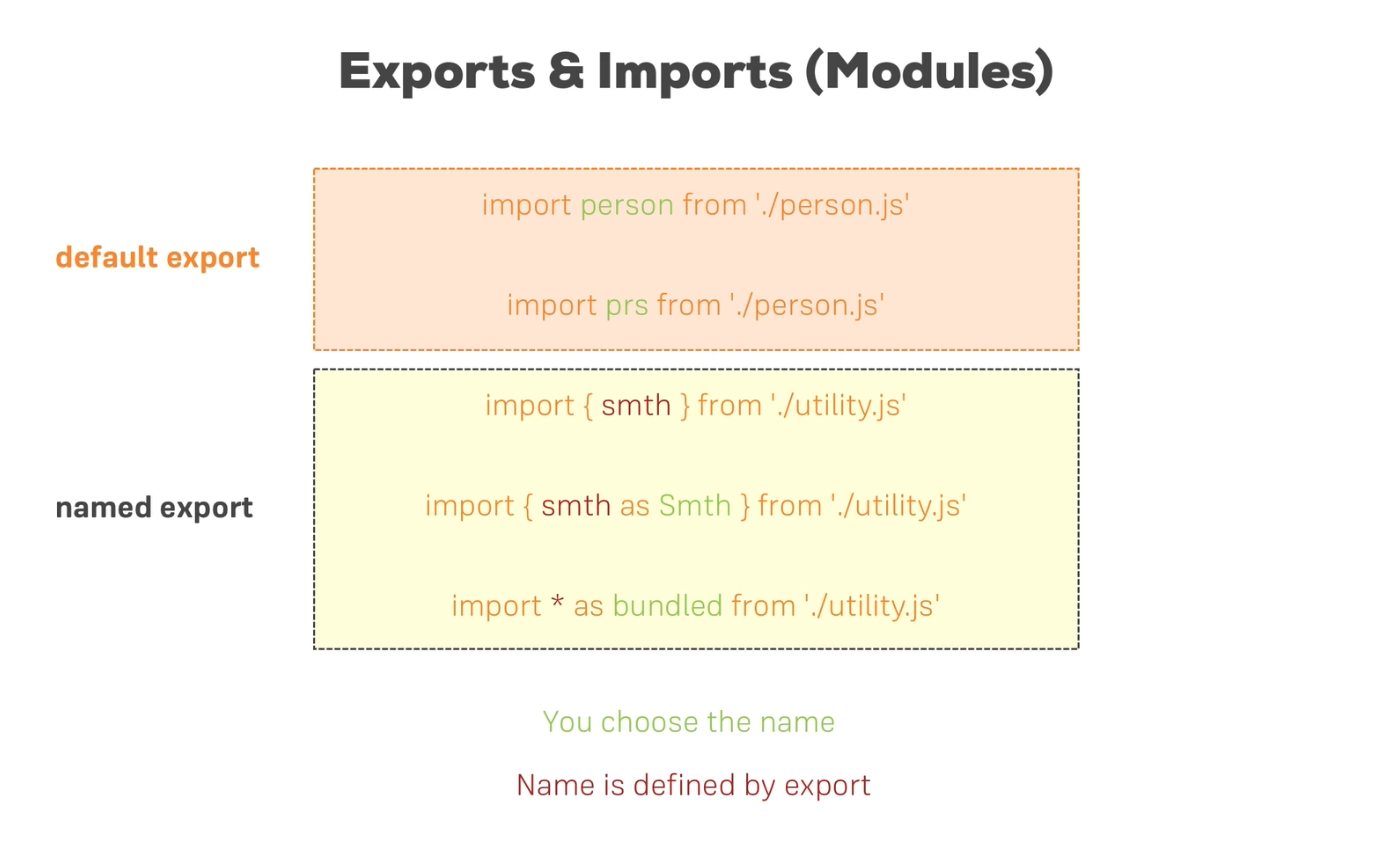 Exports & Imports (Modules)
default export
import person from './person.js'
import prs from './person.js'
named export
import { smth } from './utility.js'
import { smth as Smth } from './utility.js'
import * as bundled from './utility.js'
You choose the name
Name is defined by export